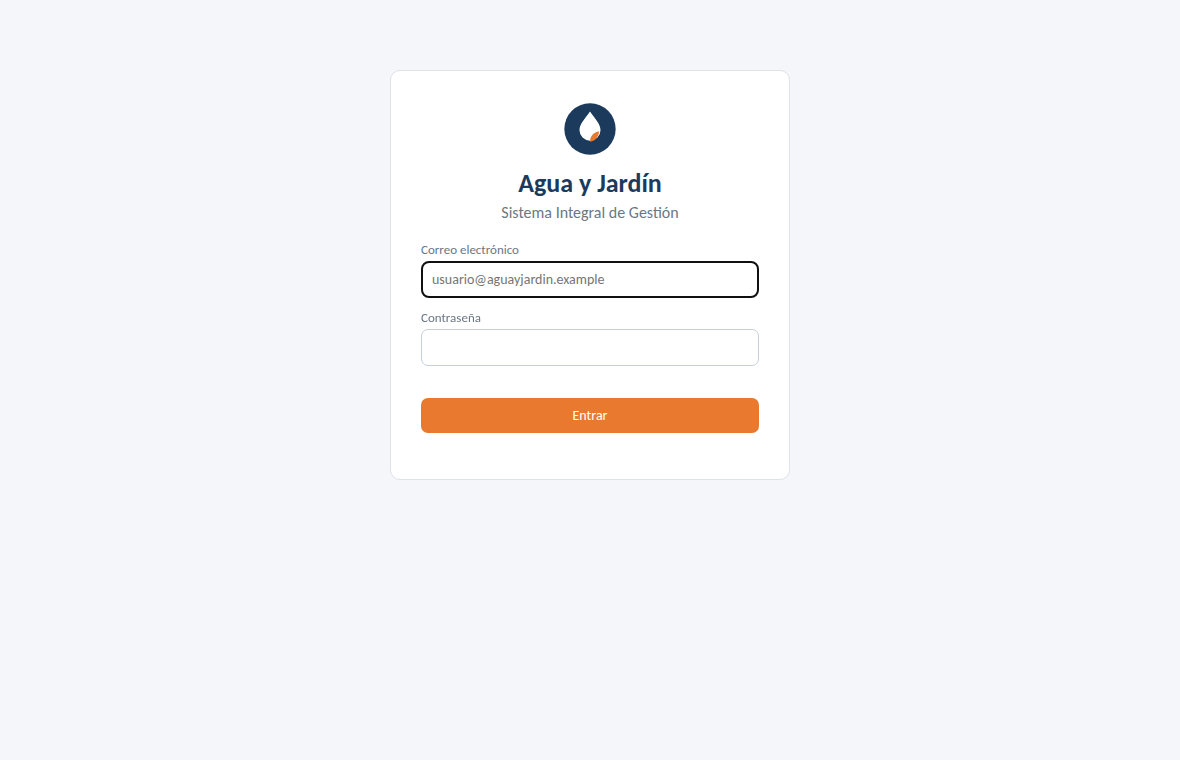 Agua y Jardín
Sistema Integral de Gestión
Correo electrónico
usuario@aguayjardin.example
Contraseña
Entrar